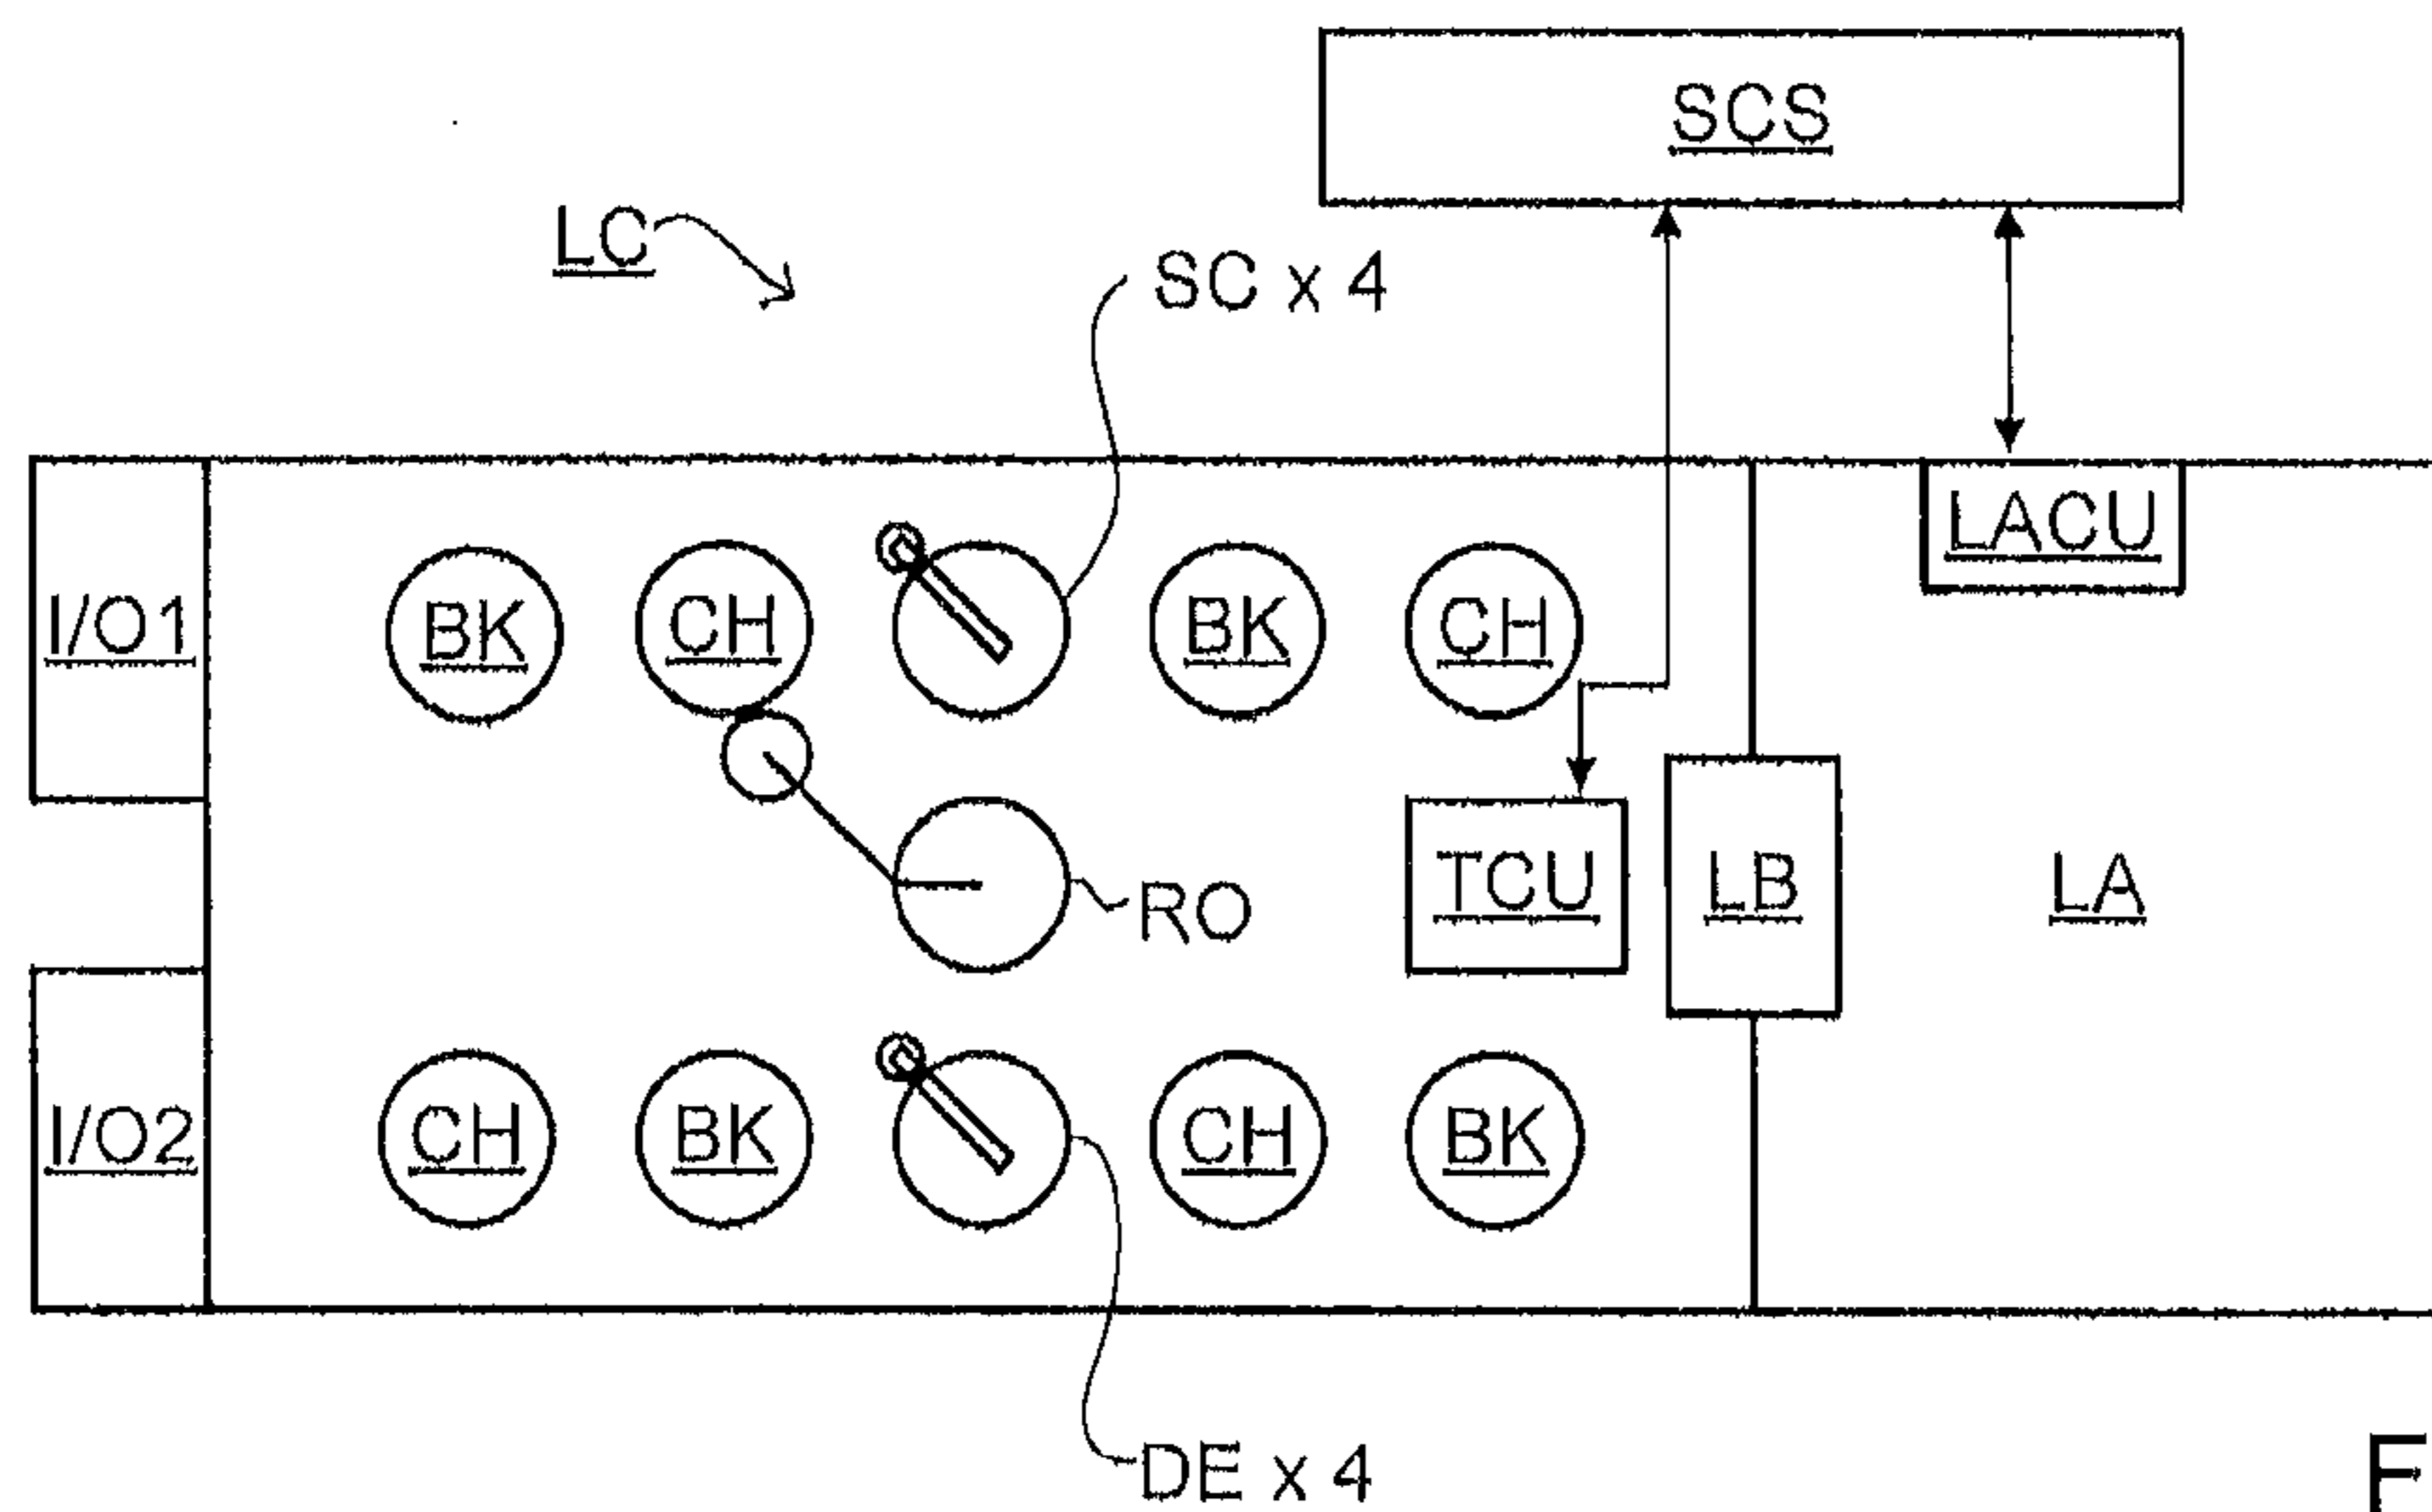 SCS
LC
SC x 4
LACU
I/O1
BK
CH
BK
CH
TCU
LB
LA
RO
I/O2
CH
BK
CH
BK
DE x 4
F